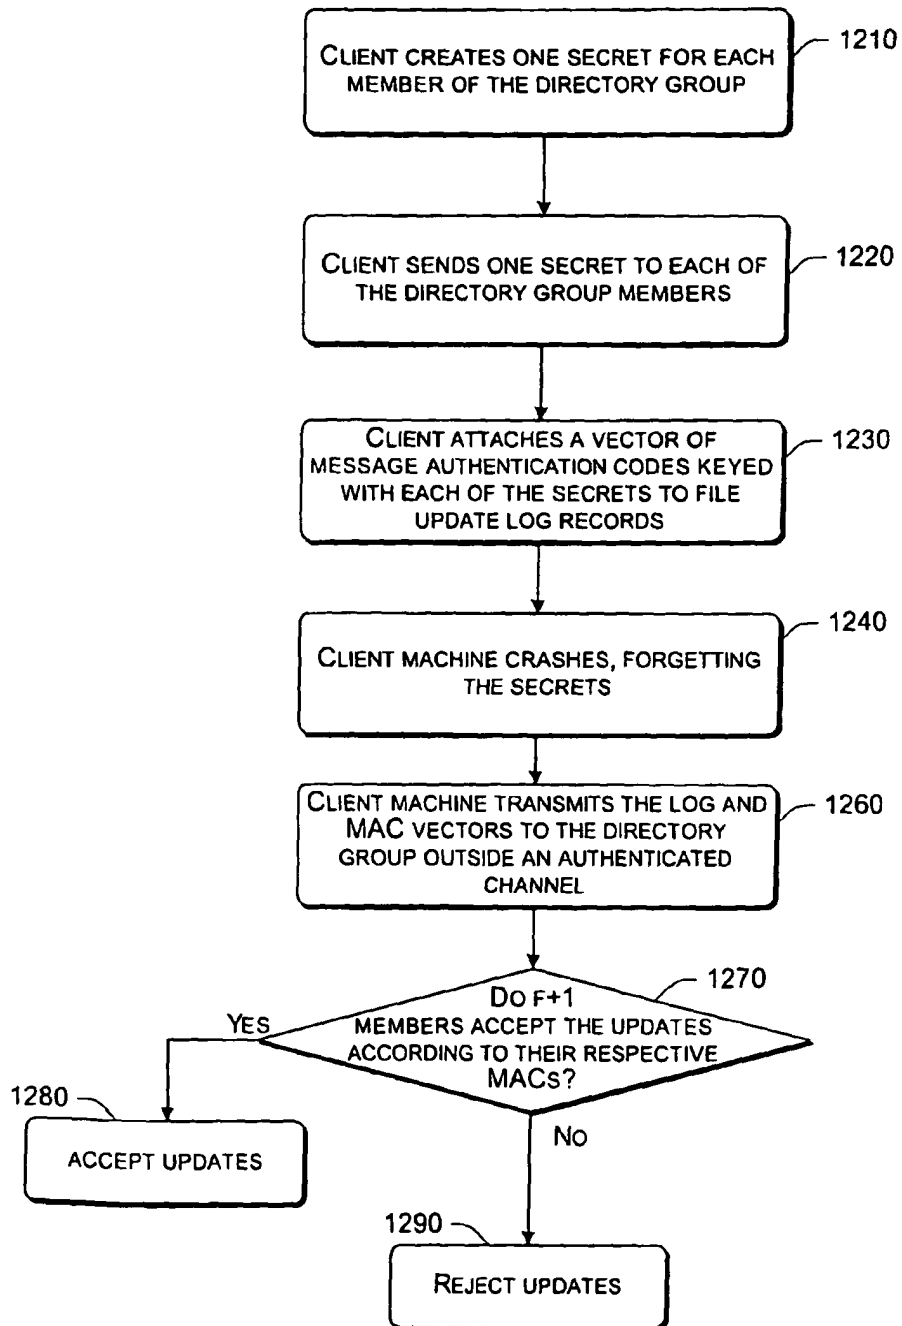 CLIENT CREATES ONE SECRET FOR EACH
MEMBER OF THE DIRECTORY GROUP
1210
CLIENT SENDS ONE SECRET TO EACH OF
THE DIRECTORY GROUP MEMBERS
1220
CLIENT ATTACHES A VECTOR OF
MESSAGE AUTHENTICATION CODES KEYED
WITH EACH OF THE SECRETS TO FILE
UPDATE LOG RECORDS
1230
CLIENT MACHINE CRASHES, FORGETTING
THE SECRETS
1240
CLIENT MACHINE TRANSMITS THE LOG AND
MAC VECTORS TO THE DIRECTORY
GROUP OUTSIDE AN AUTHENTICATED
CHANNEL
1260
DO F+1
MEMBERS ACCEPT THE UPDATES
ACCORDING TO THEIR RESPECTIVE
MACS?
1270
YES
NO
1280
ACCEPT UPDATES
1290
REJECT UPDATES